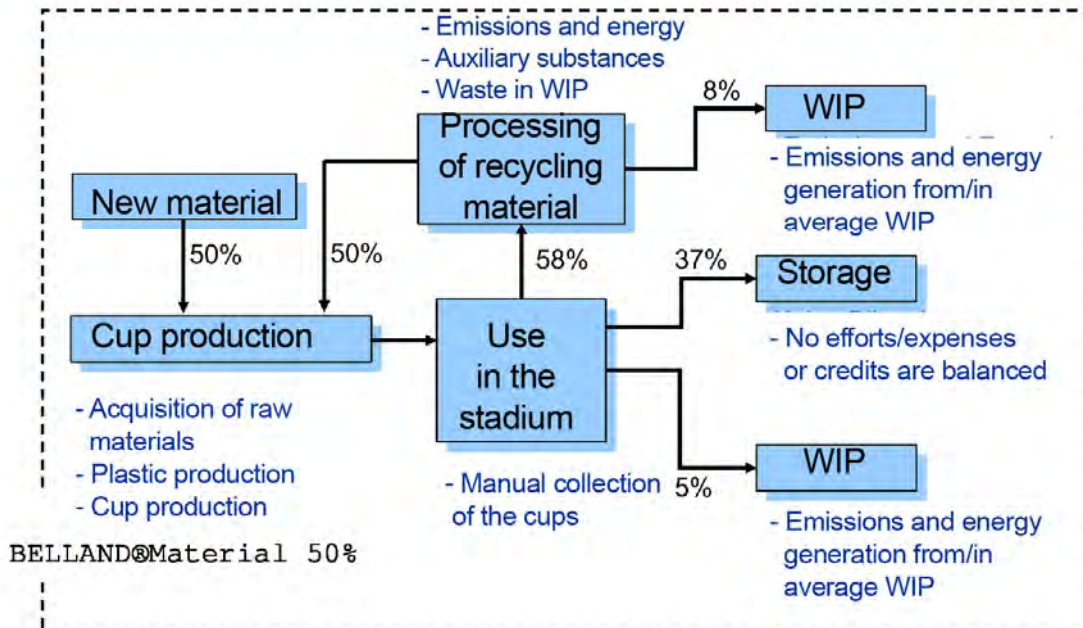 - Emissions and energy
- Auxiliary substances
- Waste in WIP
8%
WIP
Processing
of recycling
material
- Emissions and energy
generation from/in
average WIP
New material
50%
50%
58%
37%
Storage
Cup production
Use
in the
stadium
- No efforts/expenses
or credits are balanced
- Acquisition of raw
materials
- Plastic production
- Cup production
- Manual collection
of the cups
5%
WIP
- Emissions and energy
generation from/in
average WIP
BELLAND®Material 50%